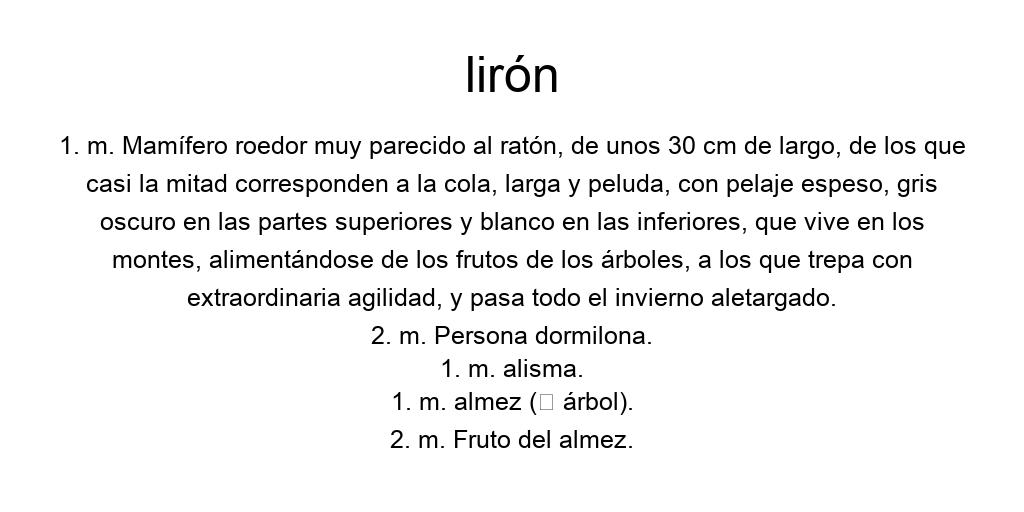 lirón
1. m. Mamífero roedor muy parecido al ratón, de unos 30 cm de largo, de los que
casi la mitad corresponden a la cola, larga y peluda, con pelaje espeso, gris
oscuro en las partes superiores y blanco en las inferiores, que vive en los
montes, alimentándose de los frutos de los árboles, a los que trepa con
extraordinaria agilidad, y pasa todo el invierno aletargado.
2. m. Persona dormilona.
1. m. alisma.
1. m. almez (□ árbol).
2. m. Fruto del almez.